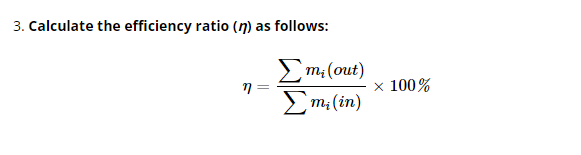 3. Calculate the efficiency ratio (η) as follows:
η = ∑ mᵢ(out) / ∑ mᵢ(in) × 100%